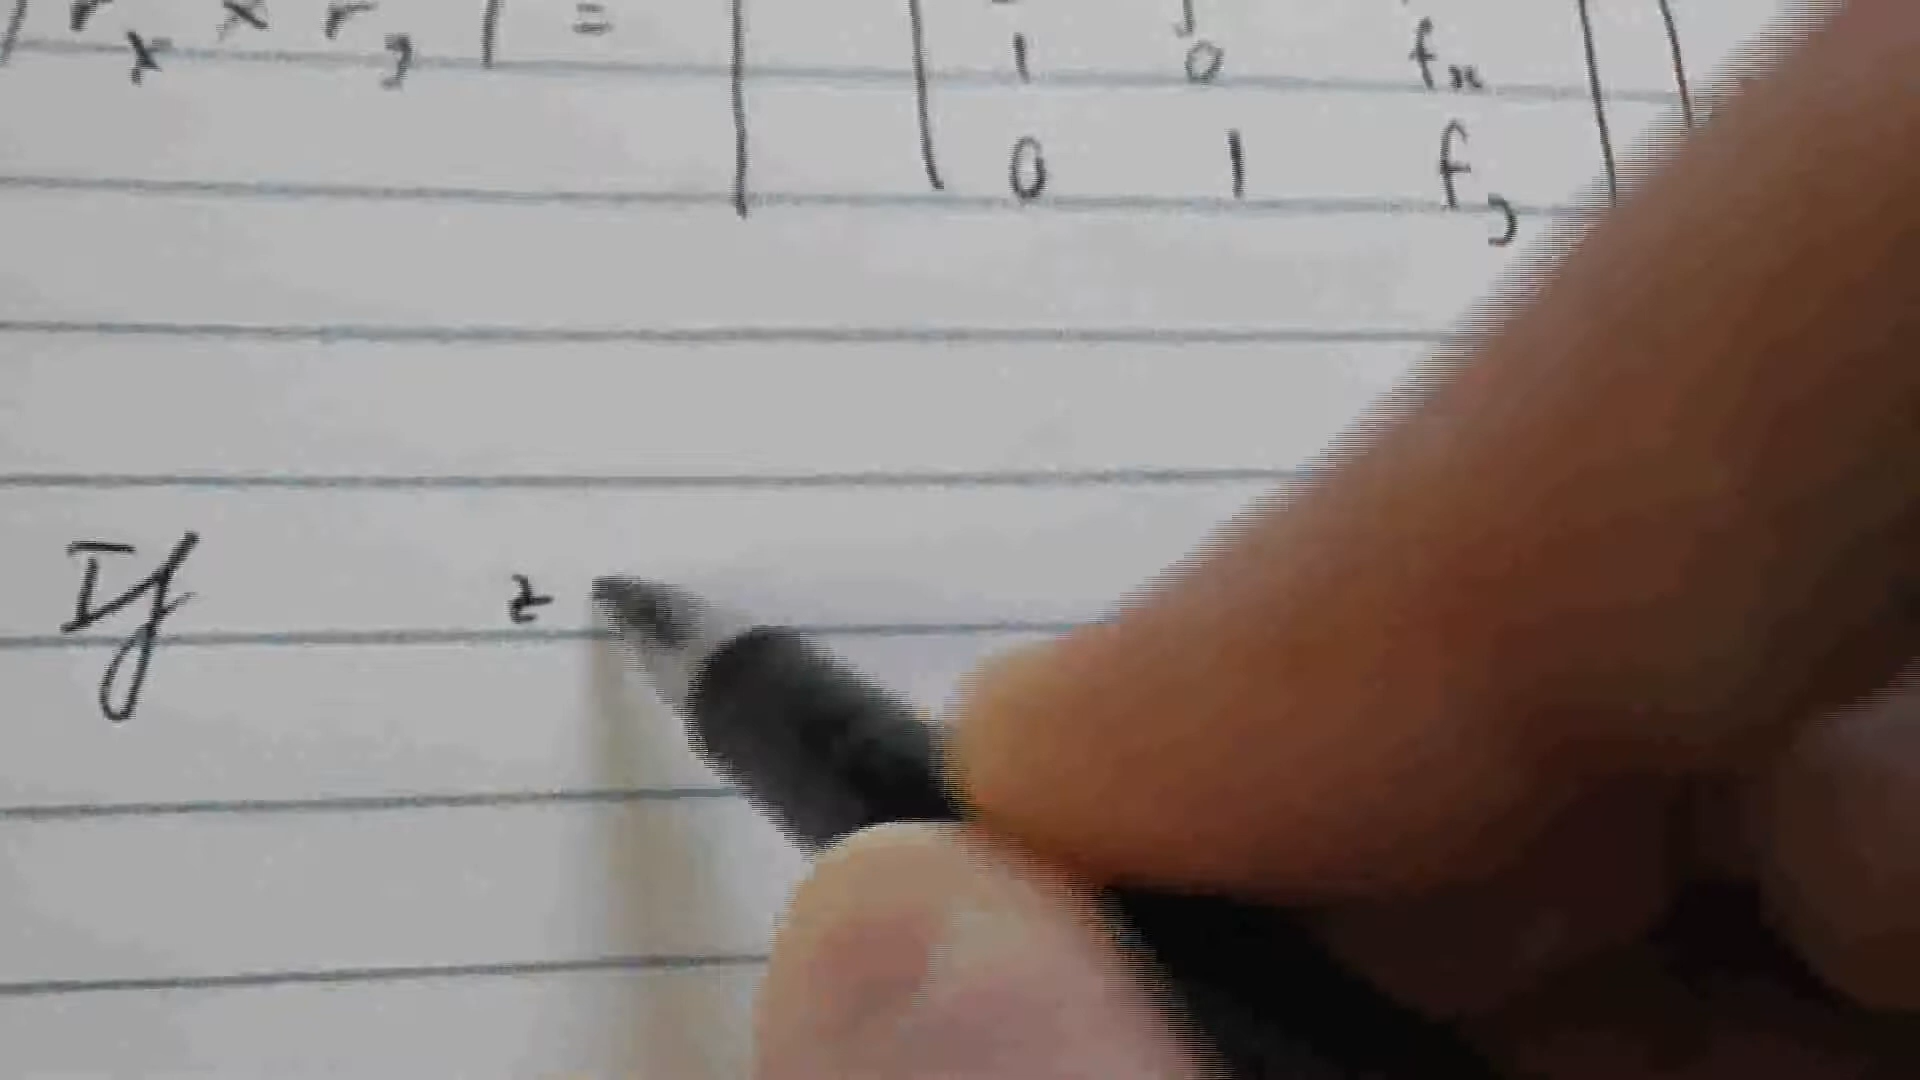 | r_x × r_y | = | | 1 0 f_x | |
0 1 f_y
If z